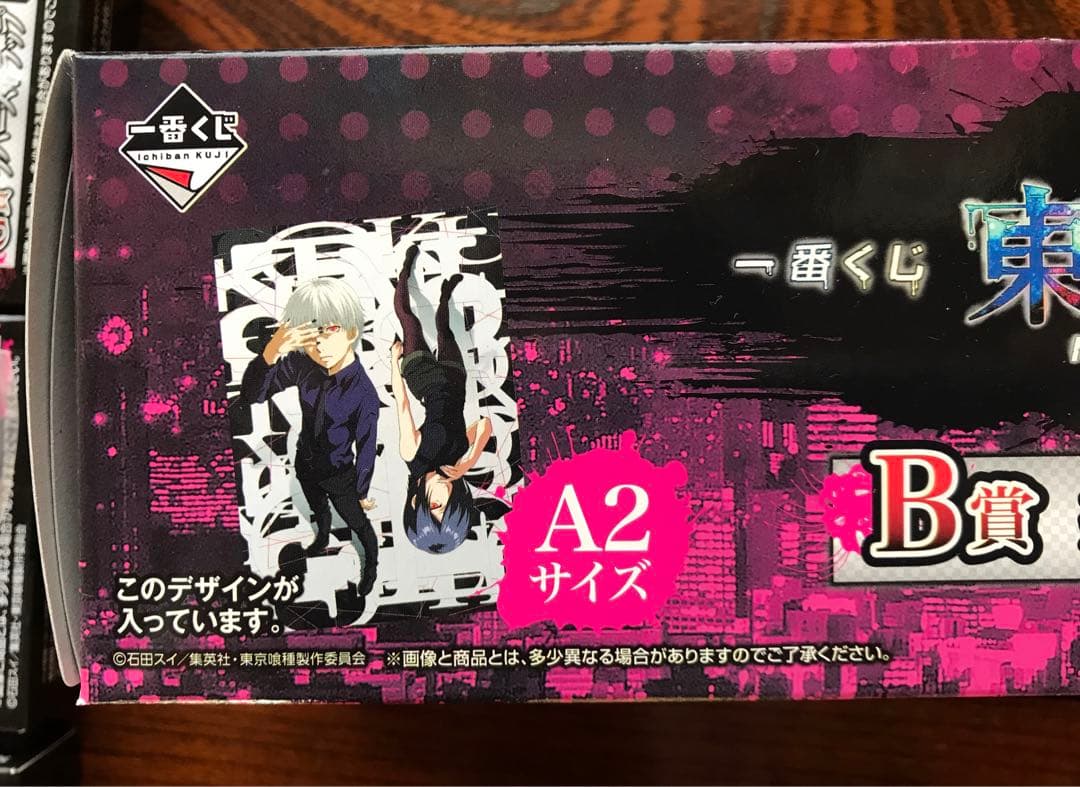 一番くじ
Ichiban KUJI
一番くじ 東
B賞
A2
サイズ
このデザインが
入っています。
©石田スイ／集英社・東京喰種製作委員会 ※画像と商品とは、多少異なる場合がありますのでご了承ください。